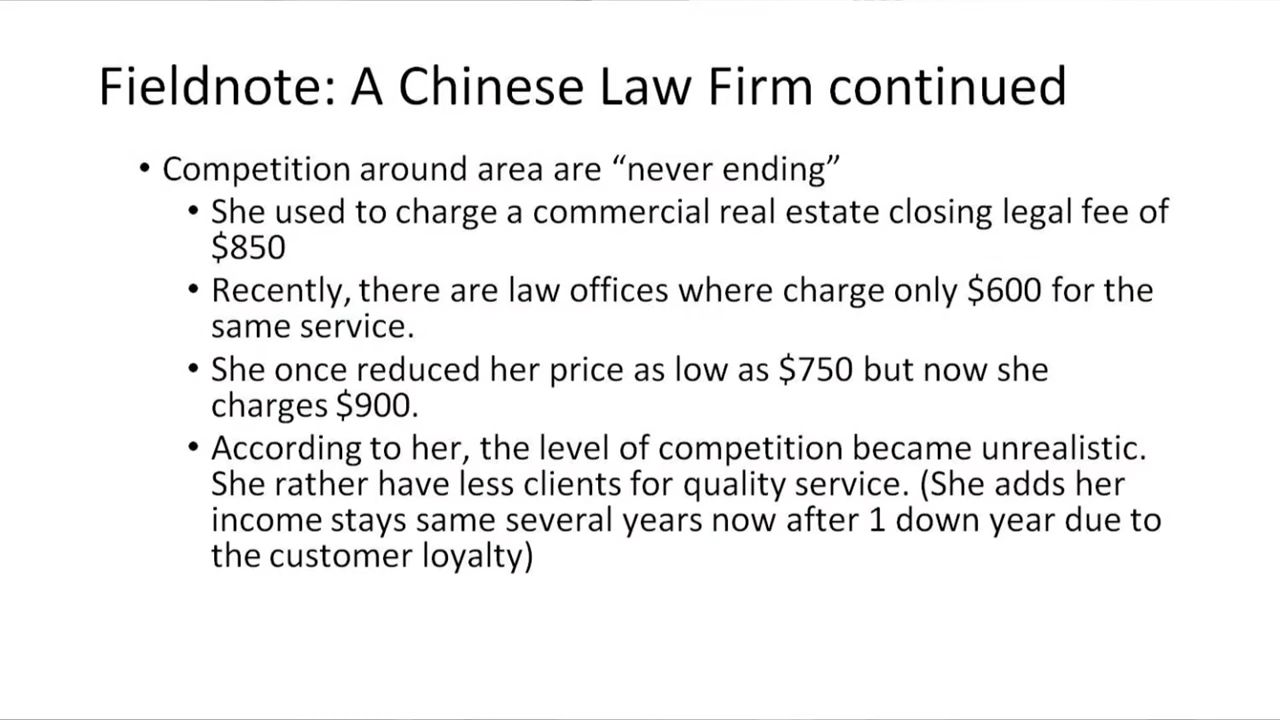 Fieldnote: A Chinese Law Firm continued
• Competition around area are “never ending”
• She used to charge a commercial real estate closing legal fee of
$850
• Recently, there are law offices where charge only $600 for the
same service.
• She once reduced her price as low as $750 but now she
charges $900.
• According to her, the level of competition became unrealistic.
She rather have less clients for quality service. (She adds her
income stays same several years now after 1 down year due to
the customer loyalty)